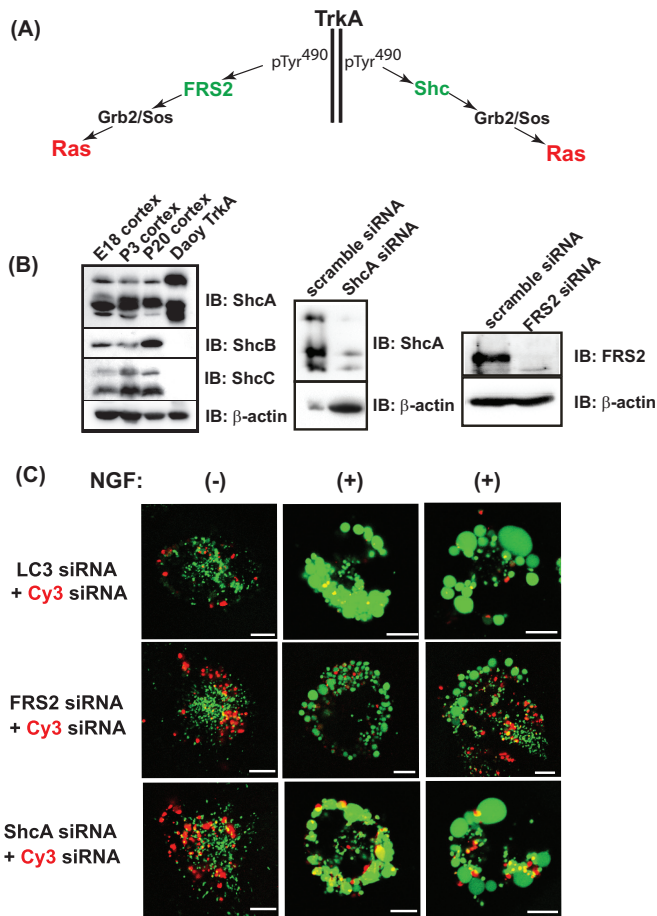 (A)
TrkA
pTyr490 pTyr490
FRS2 Shc
Grb2/Sos Grb2/Sos
Ras Ras
(B)
E18 cortex
P3 cortex
P20 cortex
Daoy TrkA
IB: ShcA
IB: ShcB
IB: ShcC
IB: β-actin
scramble siRNA
ShcA siRNA
IB: ShcA
IB: β-actin
scramble siRNA
FRS2 siRNA
IB: FRS2
IB: β-actin
(C)
NGF: (-) (+) (+)
LC3 siRNA
+ Cy3 siRNA
FRS2 siRNA
+ Cy3 siRNA
ShcA siRNA
+ Cy3 siRNA